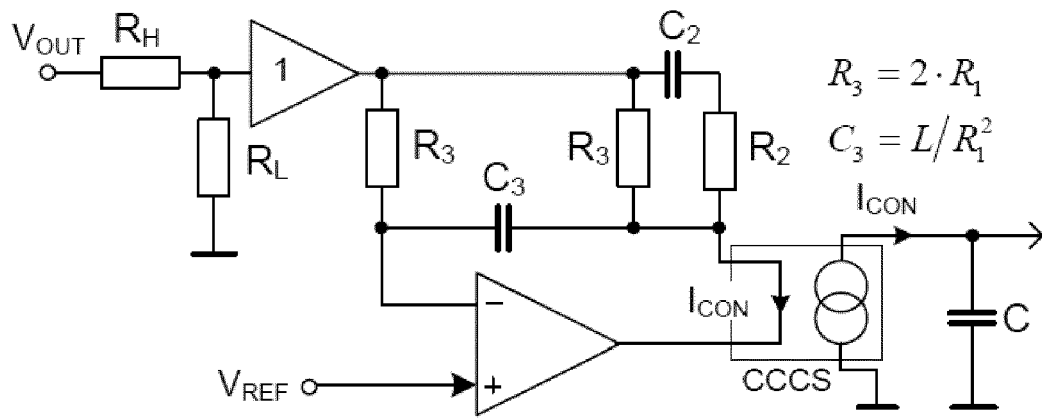 V_OUT
R_H
R_L
1
R_3
C_3
R_3
C_2
R_2
R_3 = 2 · R_1
C_3 = L/R_1^2
I_CON
I_CON
CCCS
C
−
+
V_REF